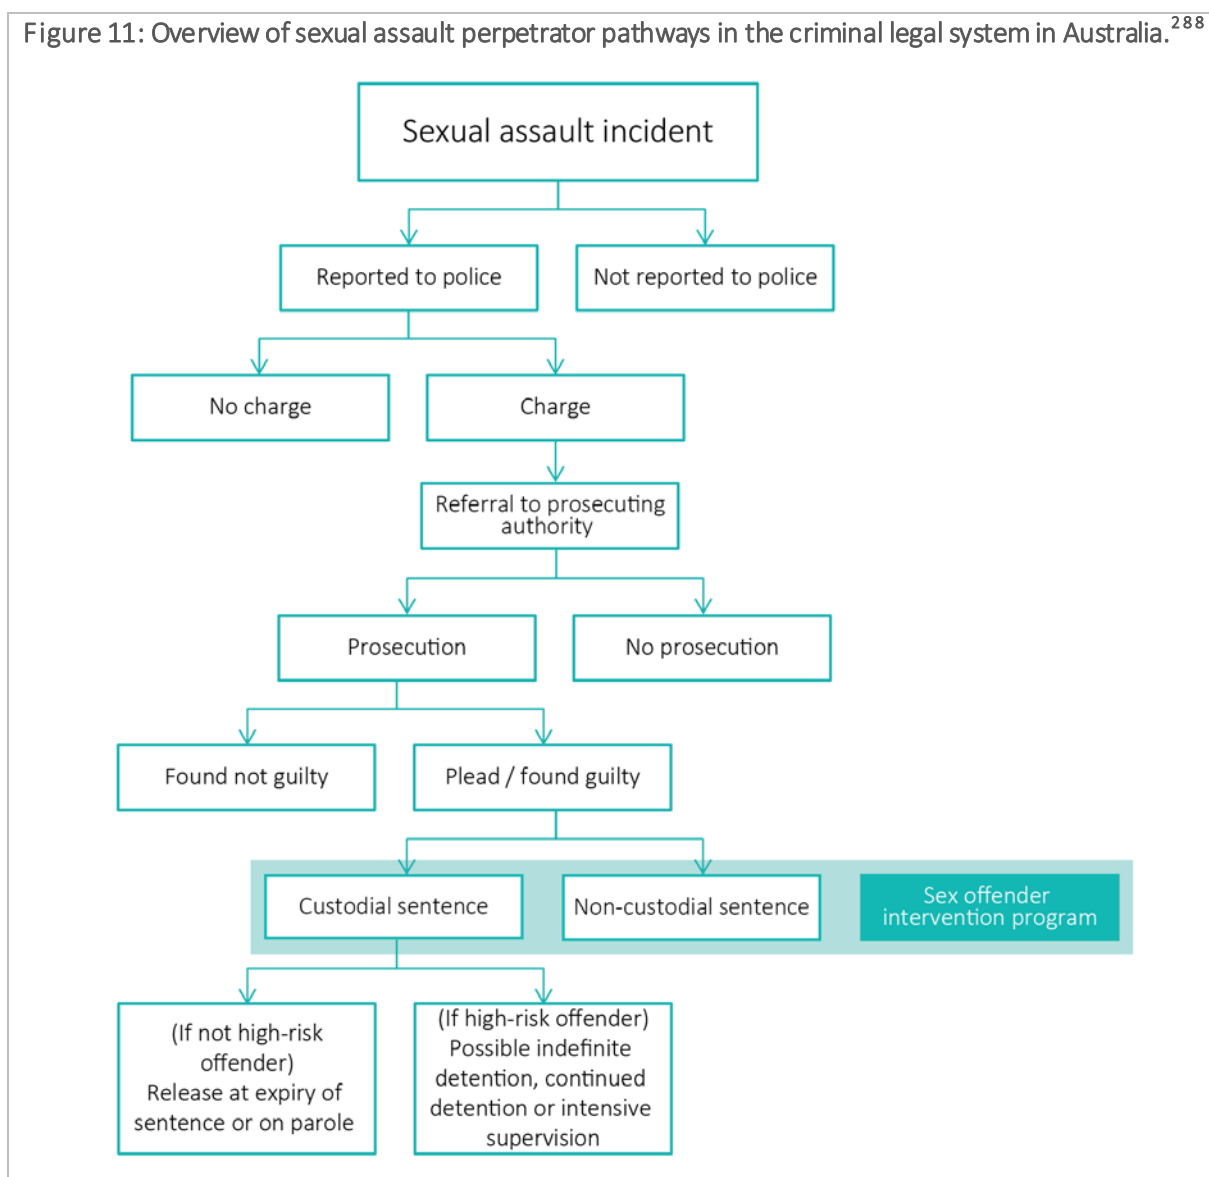 Figure 11: Overview of sexual assault perpetrator pathways in the criminal legal system in Australia.288
Sexual assault incident
Reported to police
Not reported to police
No charge
Charge
Referral to prosecuting
authority
Prosecution
No prosecution
Found not guilty
Plead / found guilty
Custodial sentence
Non-custodial sentence
Sex offender
intervention program
(If not high-risk
offender)
Release at expiry of
sentence or on parole
(If high-risk offender)
Possible indefinite
detention, continued
detention or intensive
supervision